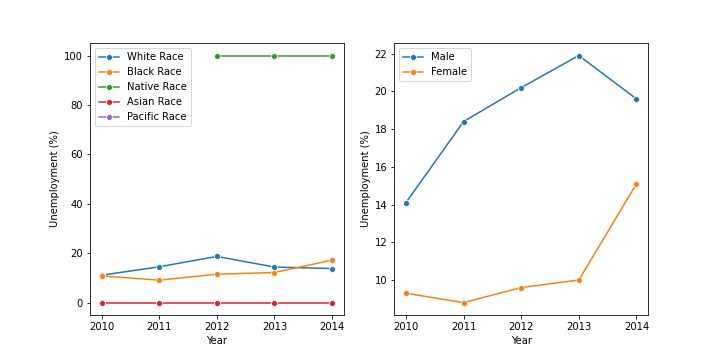 White Race
Black Race
Native Race
Asian Race
Pacific Race
100
80
60
40
20
0
Unemployment (%)
2010 2011 2012 2013 2014
Year
Male
Female
22
20
18
16
14
12
10
Unemployment (%)
2010 2011 2012 2013 2014
Year